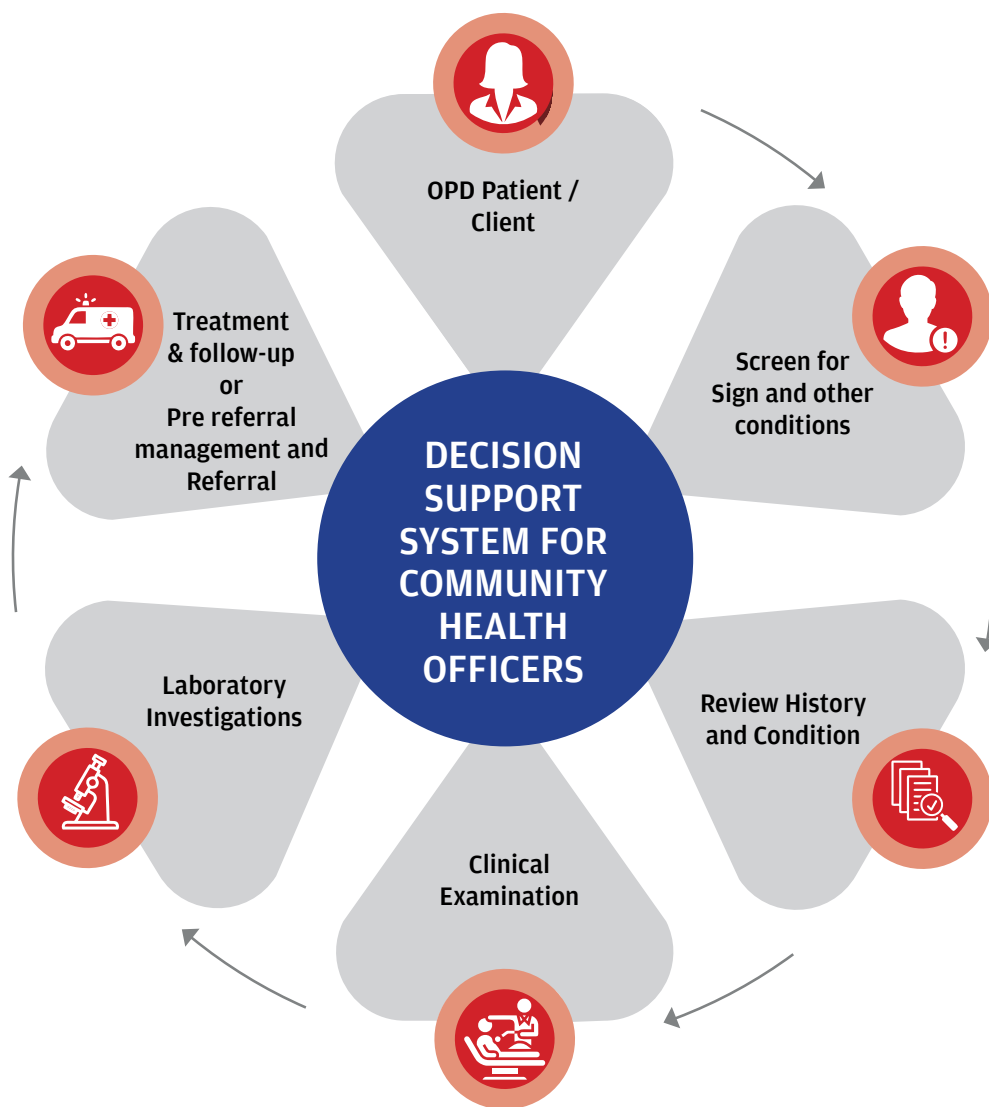 OPD Patient /
Client
Screen for
Sign and other
conditions
Review History
and Condition
Clinical
Examination
Laboratory
Investigations
Treatment
& follow-up
or
Pre referral
management and
Referral
DECISION
SUPPORT
SYSTEM FOR
COMMUNITY
HEALTH
OFFICERS